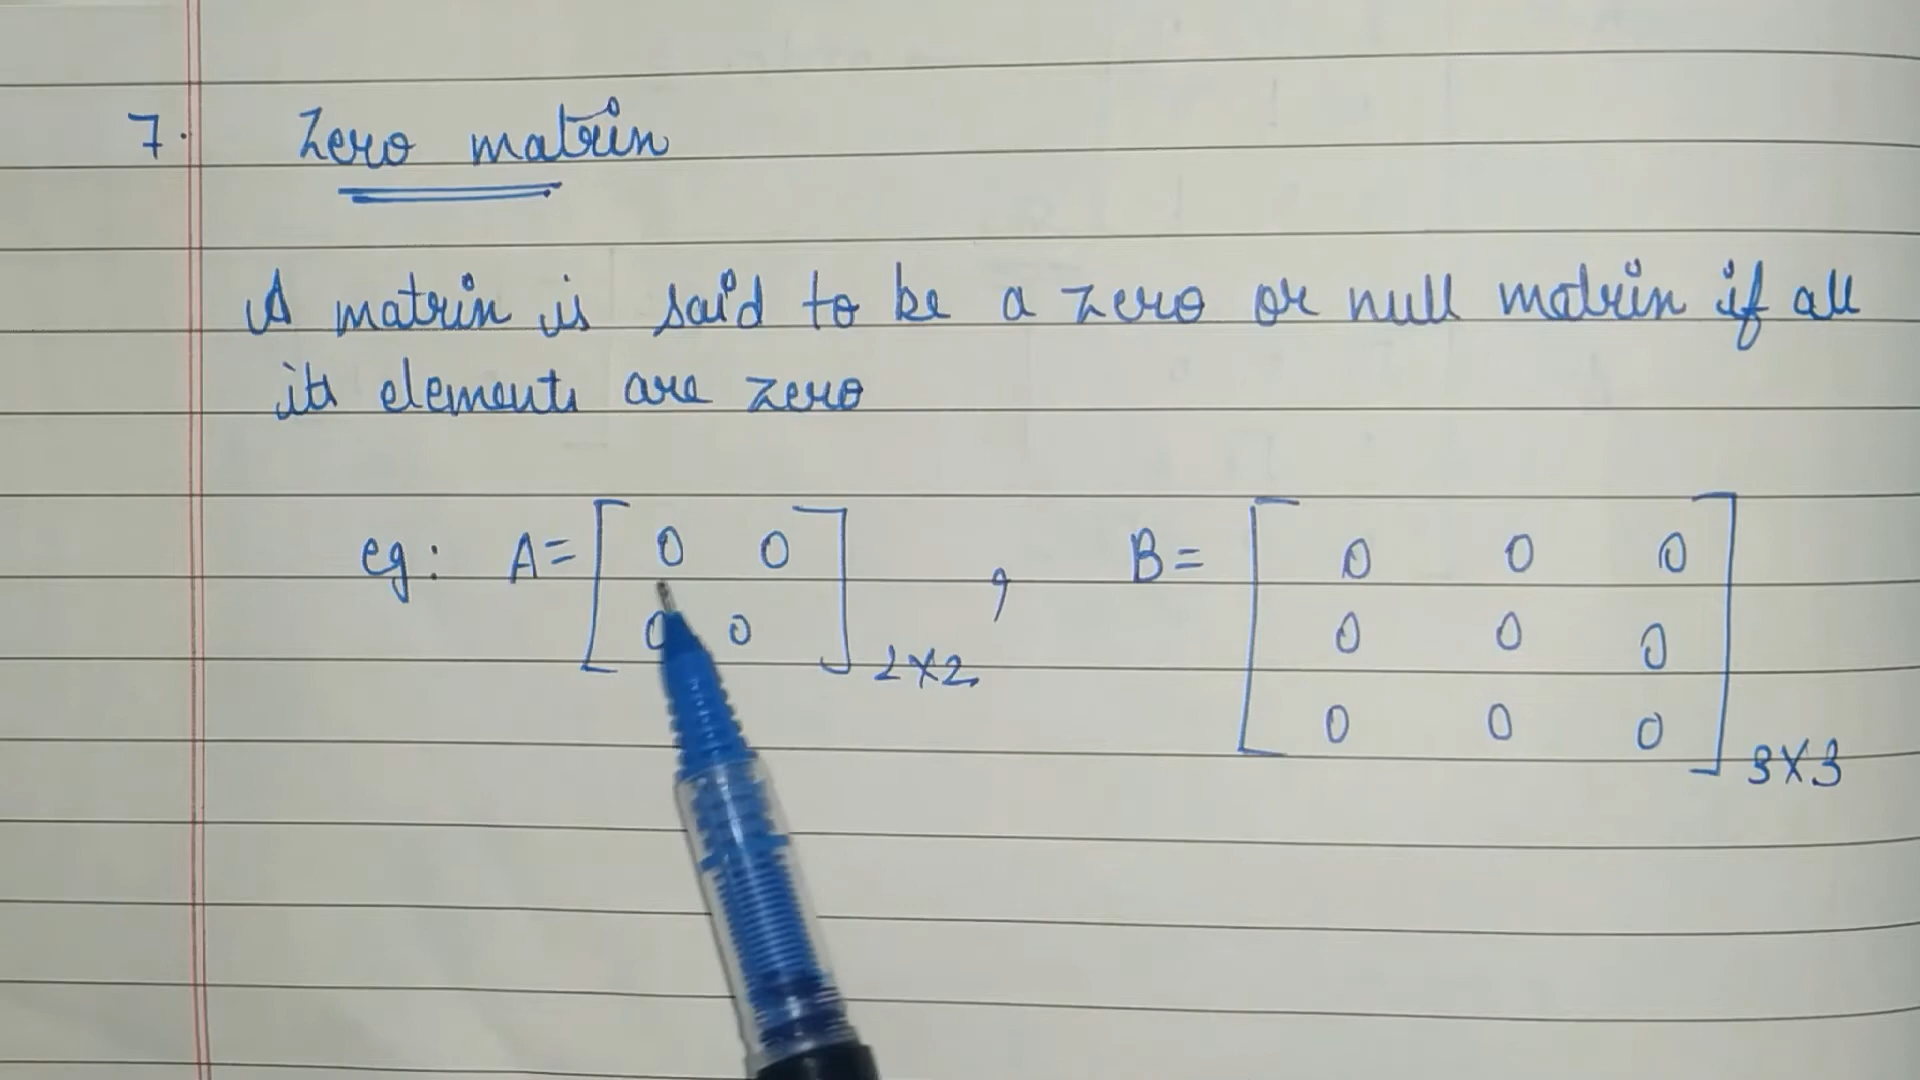 7. Zero matrix
A matrix is said to be a zero or null matrix if all
its elements are zero
eg: A = [ 0 0 ] , B = [ 0 0 0 ]
0 0 2×2 0 0 0
0 0 0 3×3